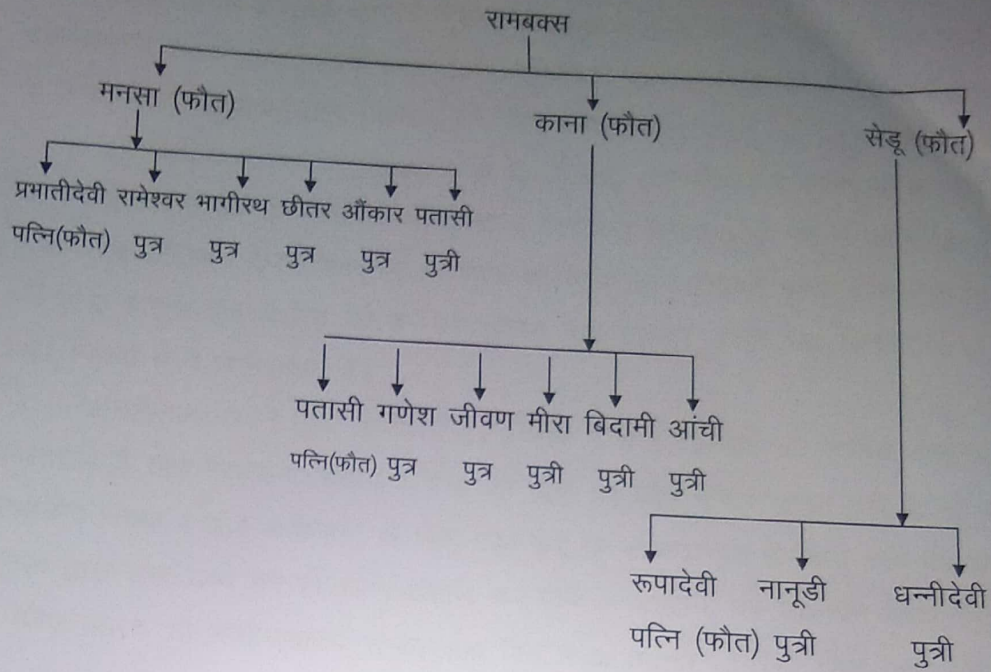 रामबक्स
मनसा (फौत) काना (फौत) सेडू (फौत)
प्रभातीदेवी रामेश्वर भागीरथ छीतर औंकार पतासी
पत्नि(फौत) पुत्र पुत्र पुत्र पुत्र पुत्री
पतासी गणेश जीवण मीरा बिदामी आंची
पत्नि(फौत) पुत्र पुत्र पुत्री पुत्री पुत्री
रूपादेवी नानूडी धन्नीदेवी
पत्नि (फौत) पुत्री पुत्री